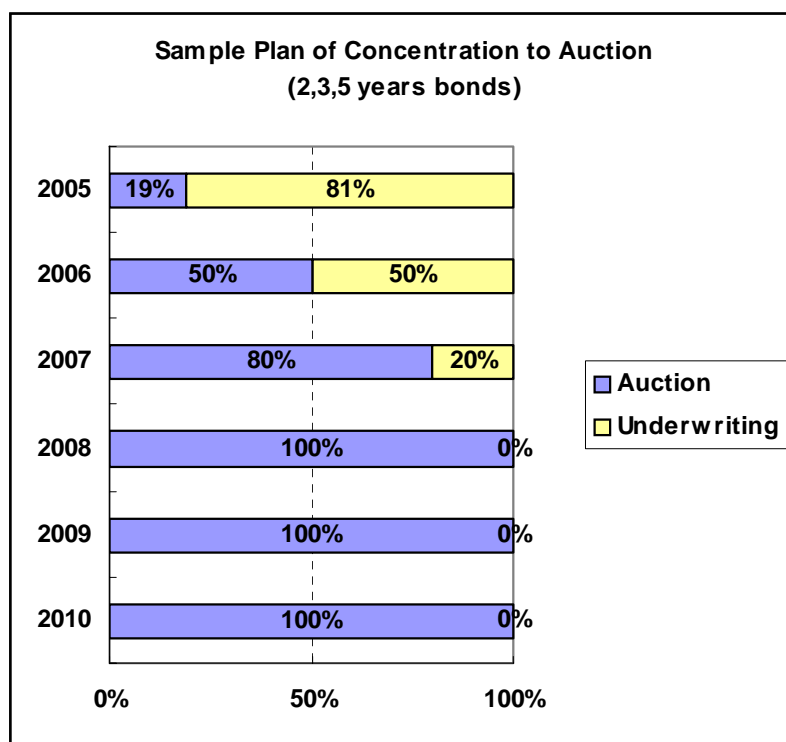 Sample Plan of Concentration to Auction
(2,3,5 years bonds)
2005 19% 81%
2006 50% 50%
2007 80% 20%
Auction
Underwriting
2008 100% 0%
2009 100% 0%
2010 100% 0%
0% 50% 100%